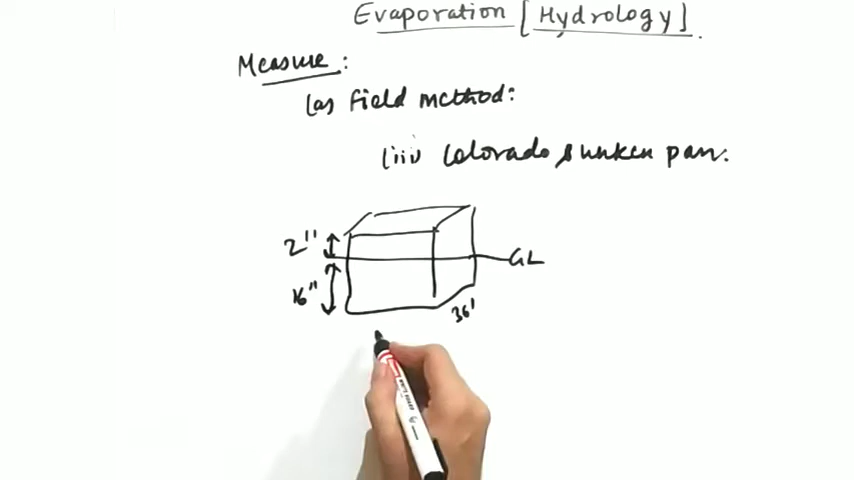 Evaporation [Hydrology].
Measure:
(a) Field method:
(iii) Colorado sunken pan.
2"
GL
16"
36'